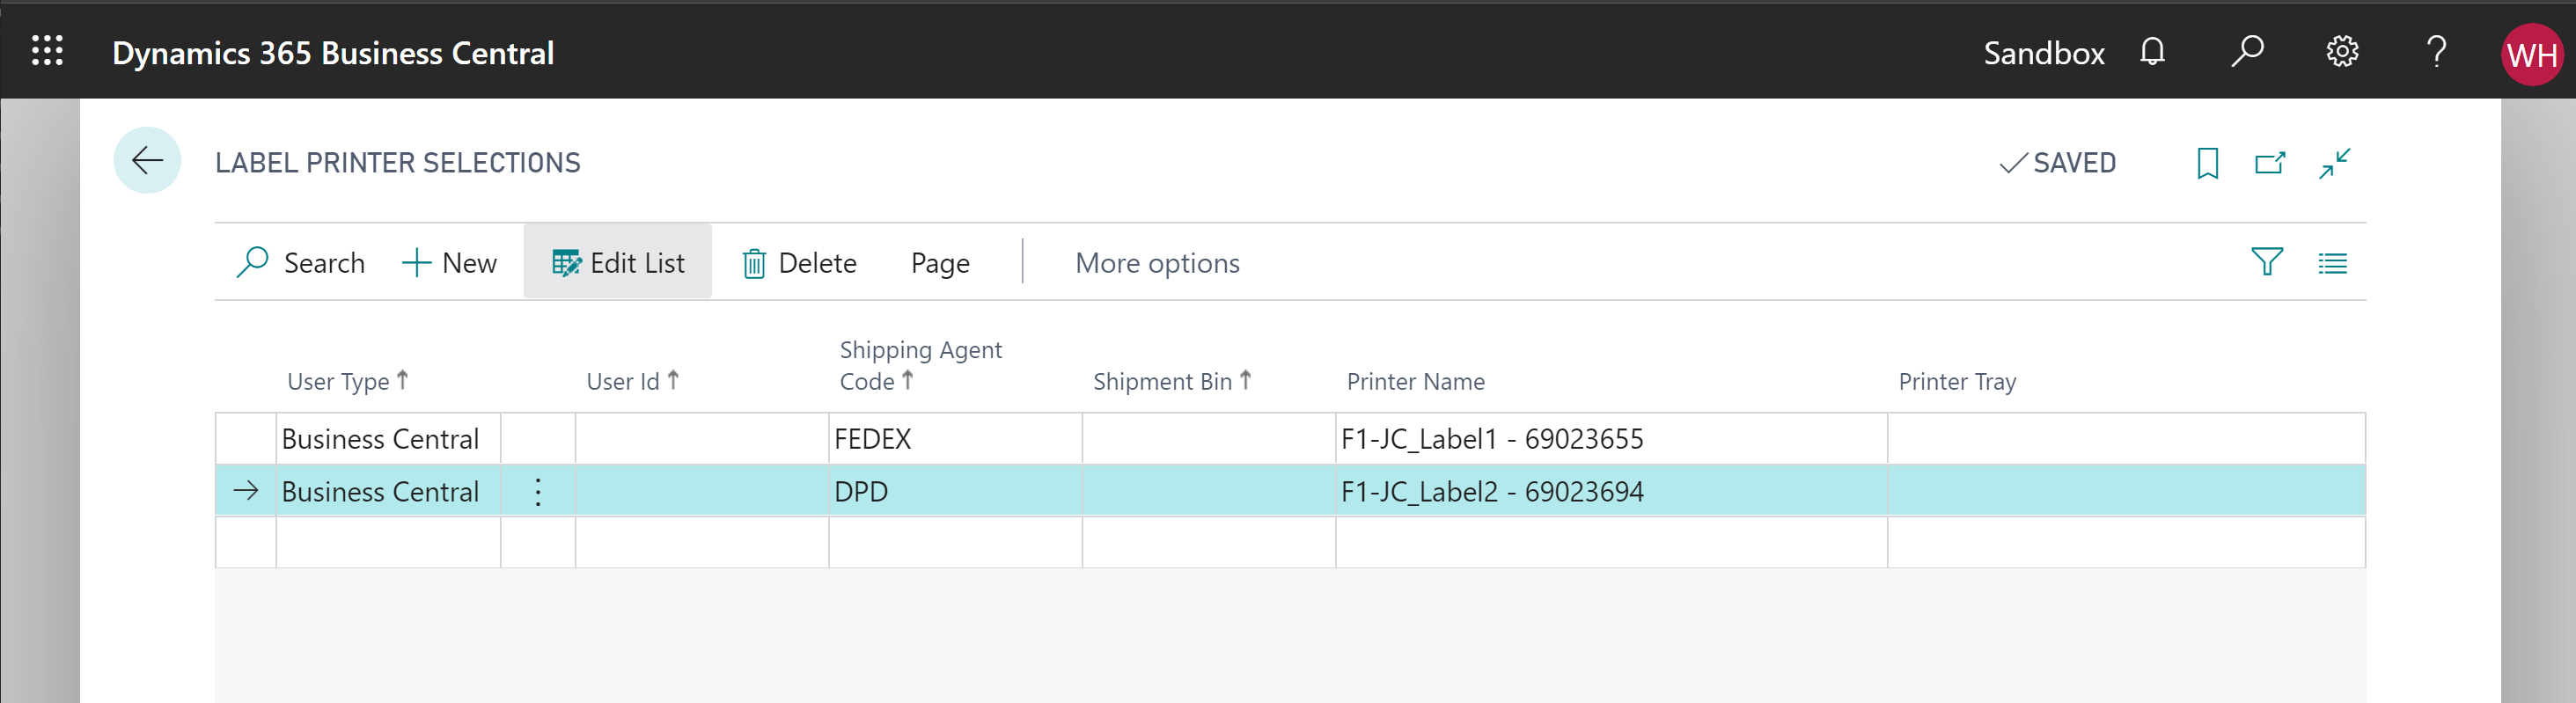 Dynamics 365 Business Central Sandbox ? WH
LABEL PRINTER SELECTIONS SAVED
Search New Edit List Delete Page More options
User Type User Id Shipping Agent Code Shipment Bin Printer Name Printer Tray
Business Central FEDEX F1-JC_Label1 - 69023655
Business Central DPD F1-JC_Label2 - 69023694